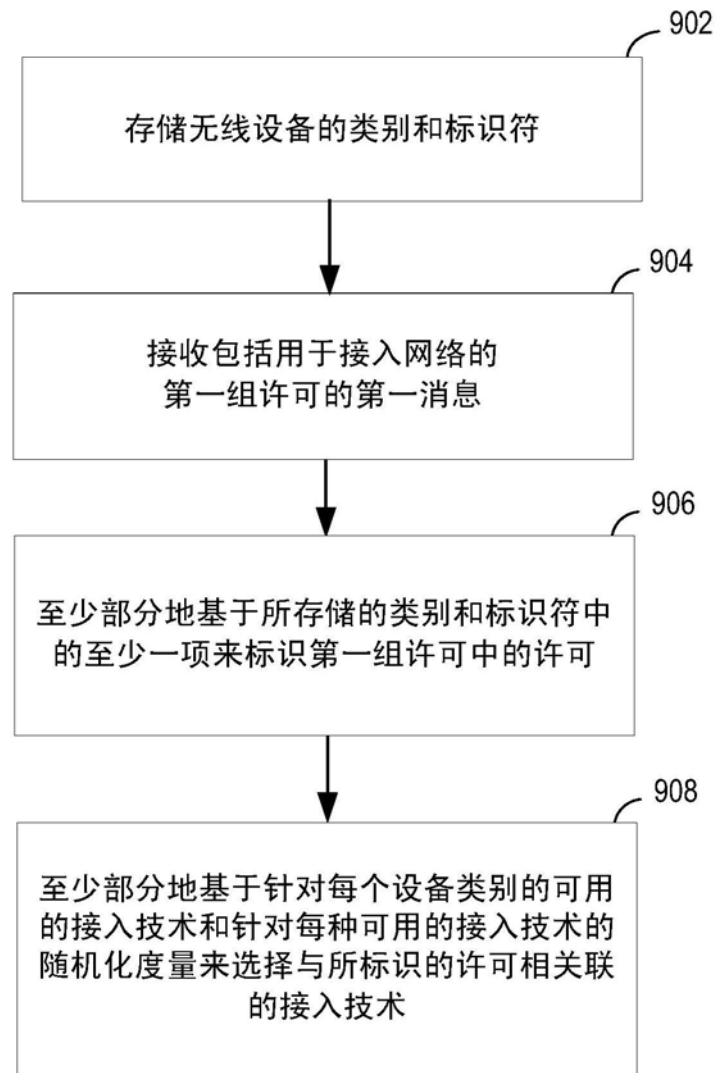 902
存储无线设备的类别和标识符
904
接收包括用于接入网络的
第一组许可的第一消息
906
至少部分地基于所存储的类别和标识符中
的至少一项来标识第一组许可中的许可
908
至少部分地基于针对每个设备类别的可用
的接入技术和针对每种可用的接入技术的
随机化度量来选择与所标识的许可相关联
的接入技术